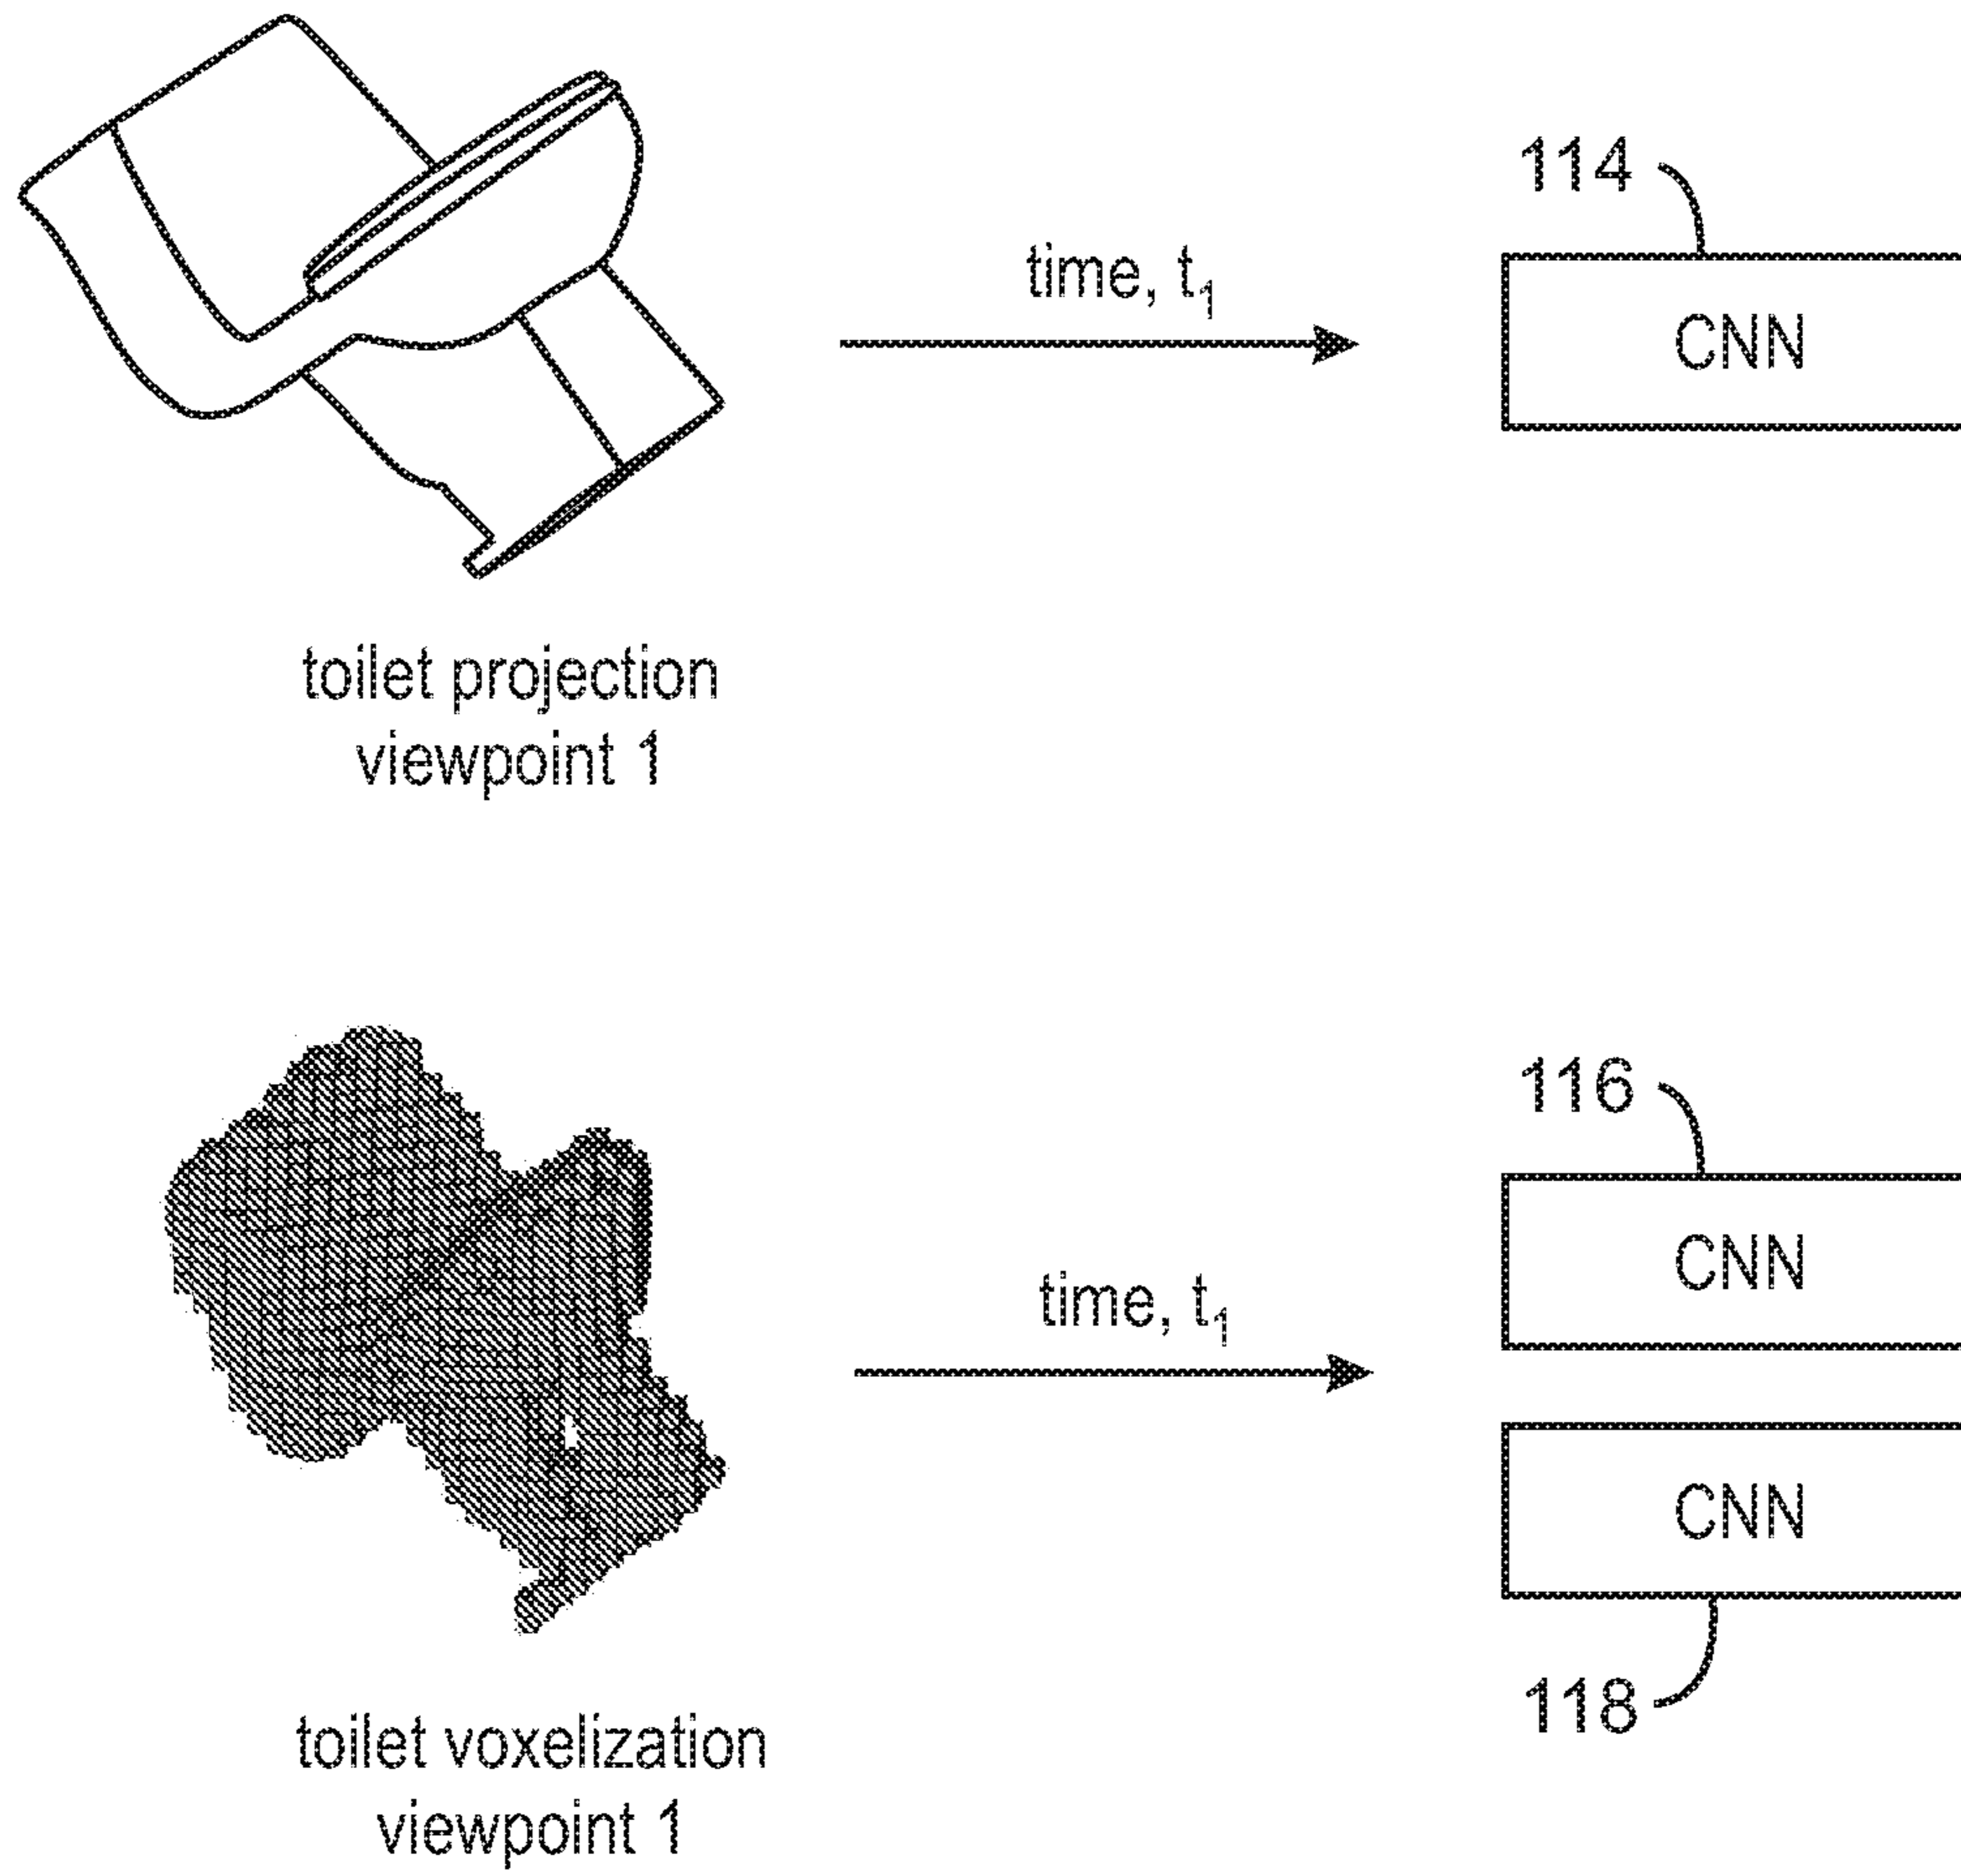 114
time, t₁
CNN
toilet projection
viewpoint 1
116
CNN
time, t₁
CNN
118
toilet voxelization
viewpoint 1